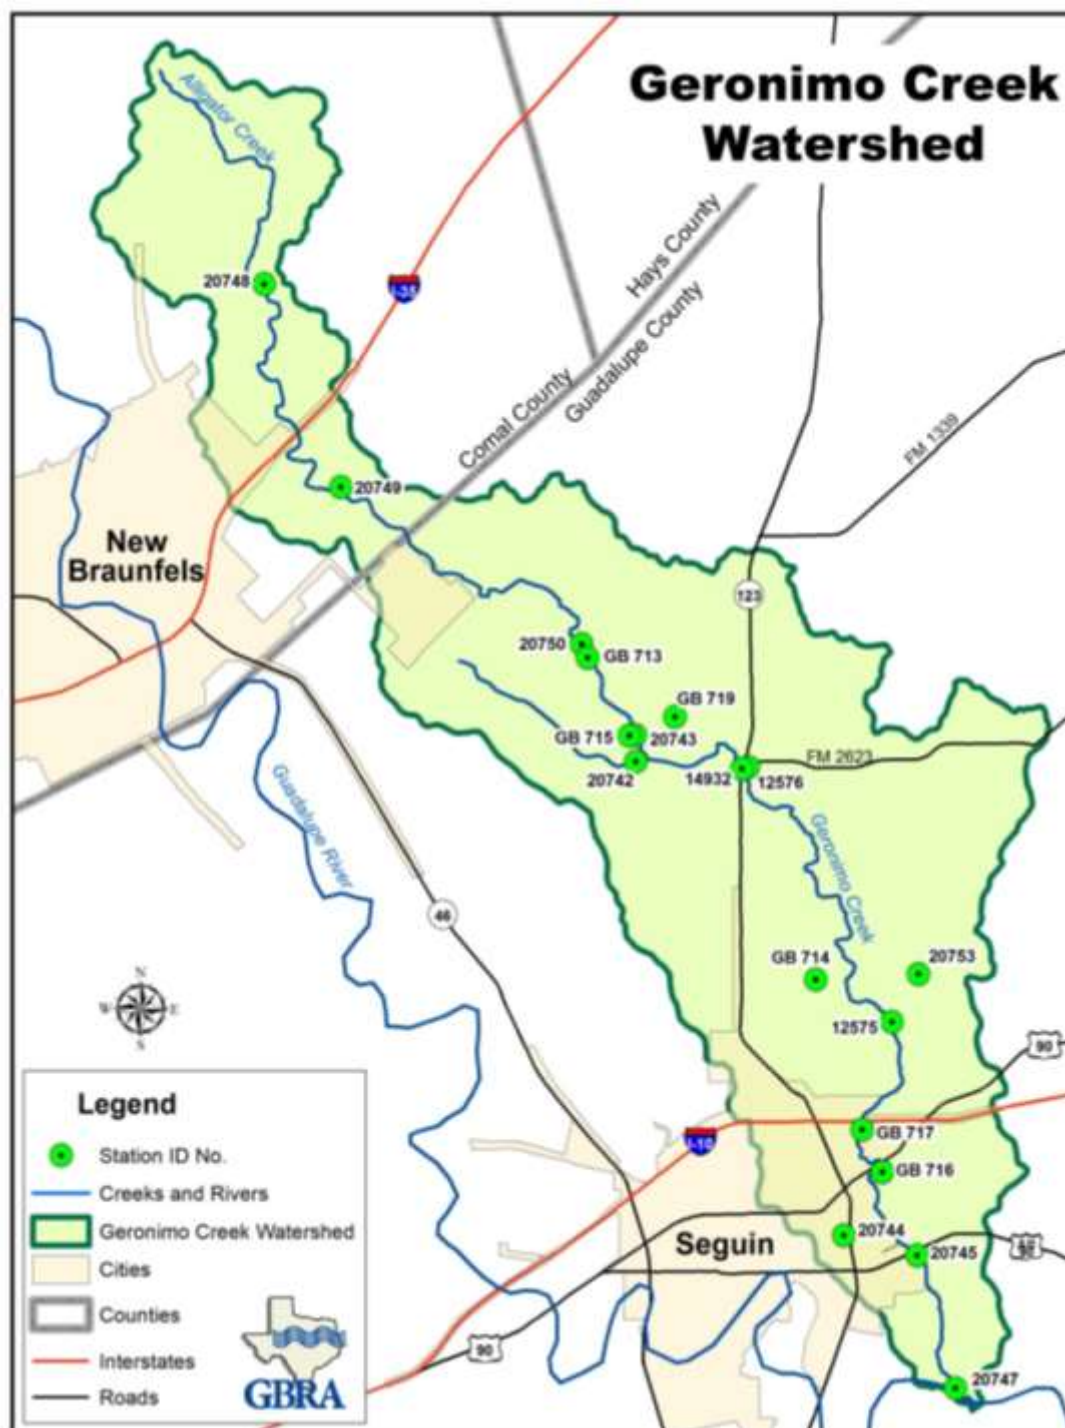 Geronimo Creek
Watershed
Alligator Creek
Hays County
20748
I-35
Guadalupe County
Comal County
FM 1339
20749
New
Braunfels
123
20750
GB 713
GB 719
GB 715
20743
FM 2623
20742
14932
12576
Guadalupe River
Geronimo Creek
46
GB 714
20753
N
W
E
S
12575
90
Legend
Station ID No.
Creeks and Rivers
Geronimo Creek Watershed
Cities
Counties
Interstates
Roads
GBRA
I-10
GB 717
GB 716
20744
Seguin
20745
90
20747